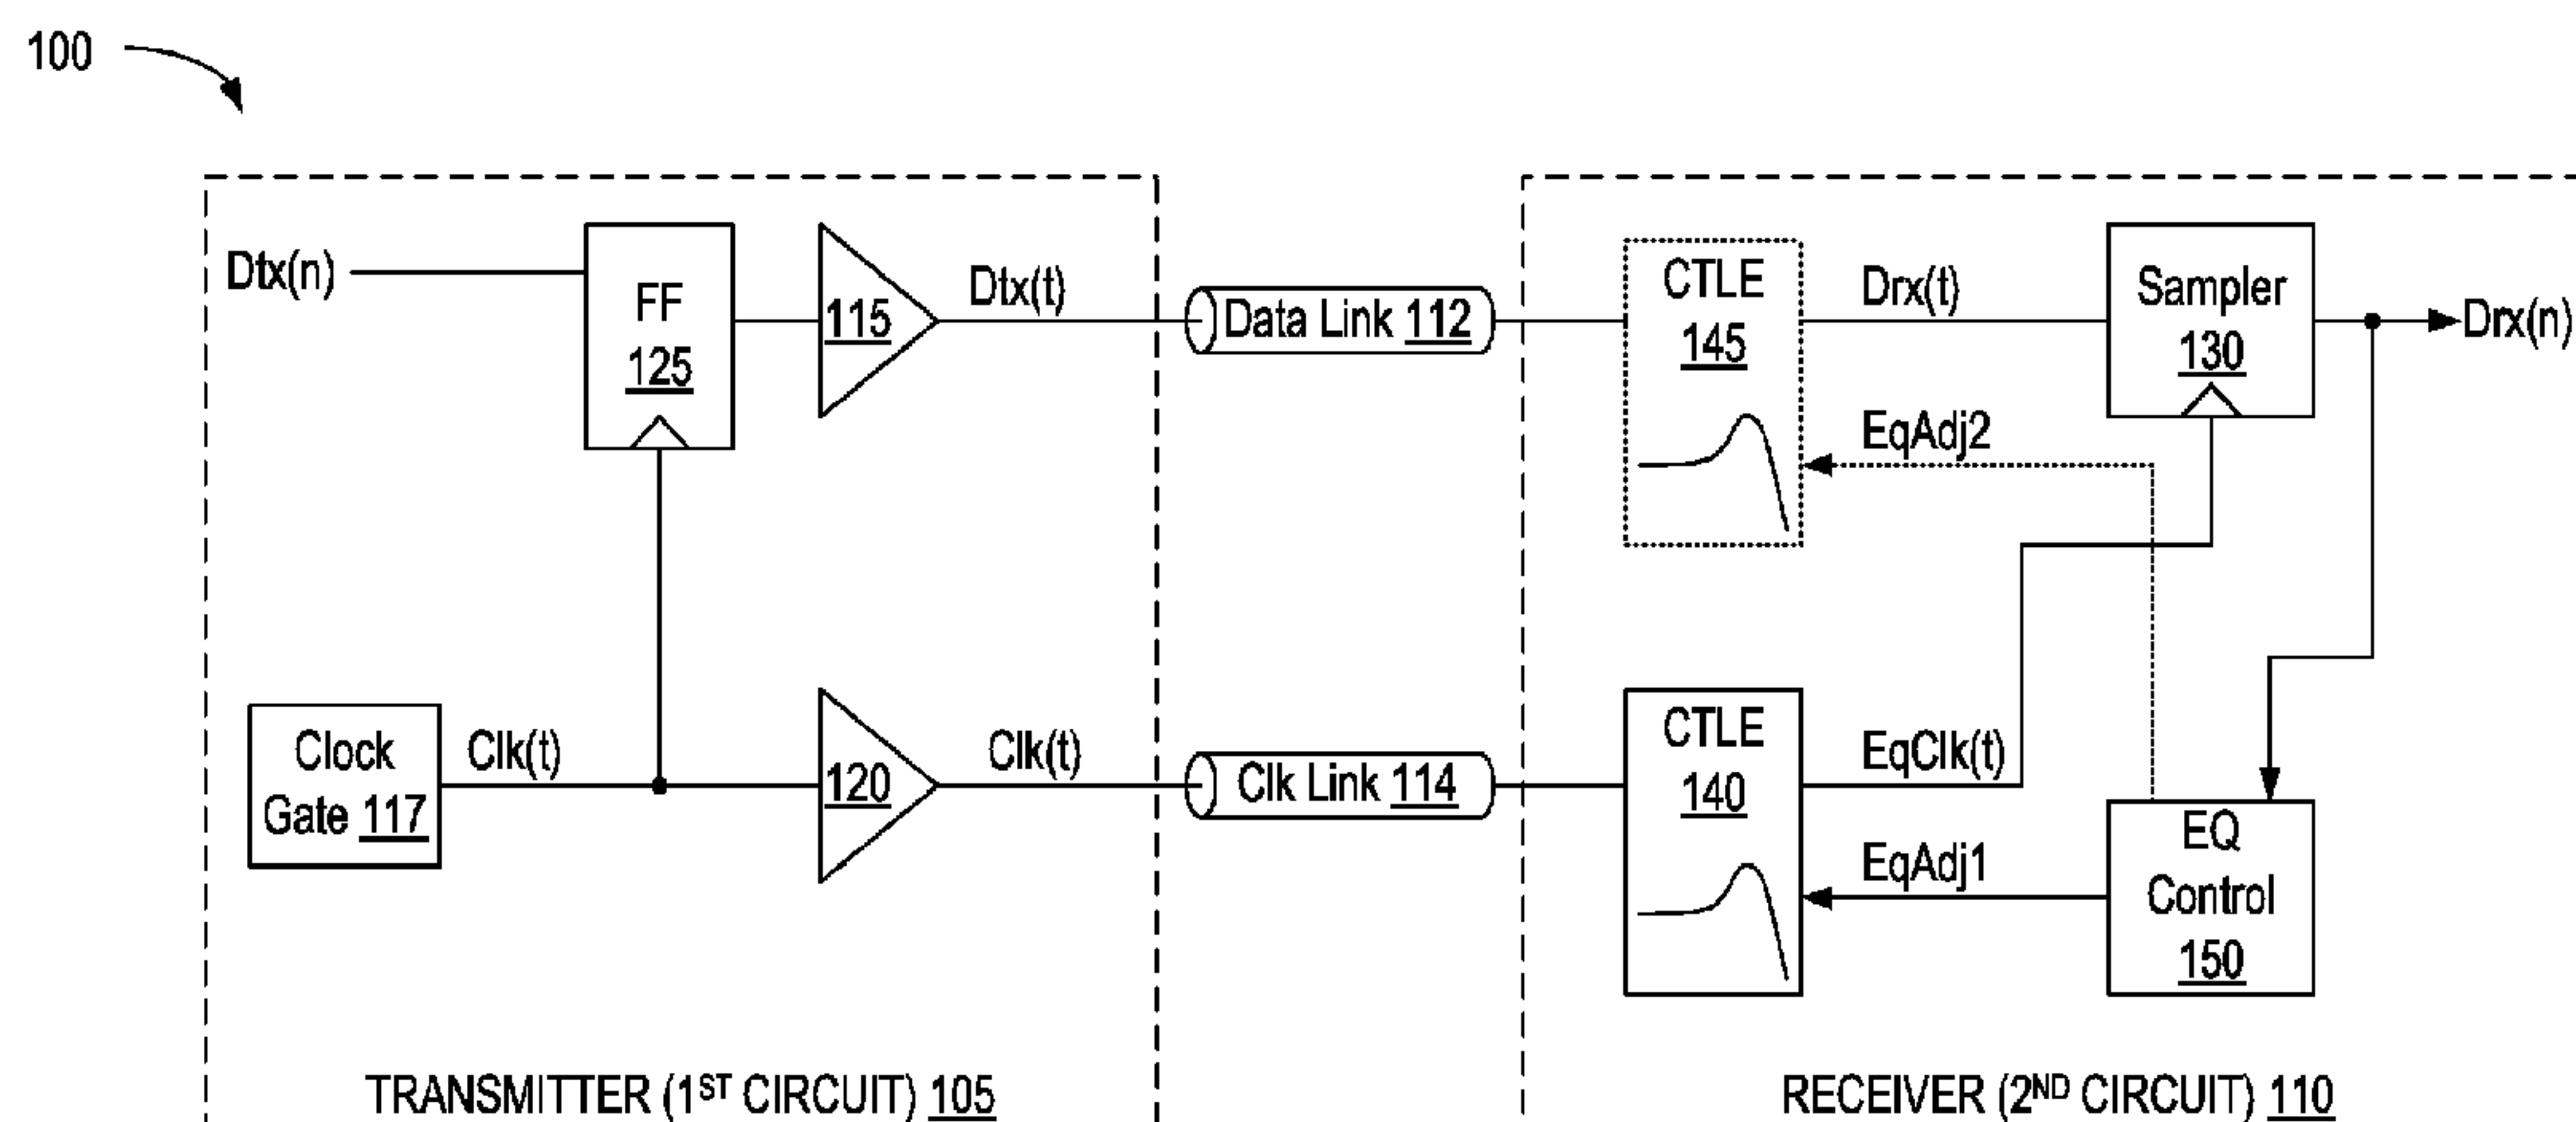 100
Dtx(n)
FF
125
115
Dtx(t)
Data Link 112
CTLE
145
Drx(t)
EqAdj2
Sampler
130
Drx(n)
Clock
Gate 117
Clk(t)
120
Clk(t)
Clk Link 114
CTLE
140
EqClk(t)
EqAdj1
EQ
Control
150
TRANSMITTER (1ST CIRCUIT) 105
RECEIVER (2ND CIRCUIT) 110